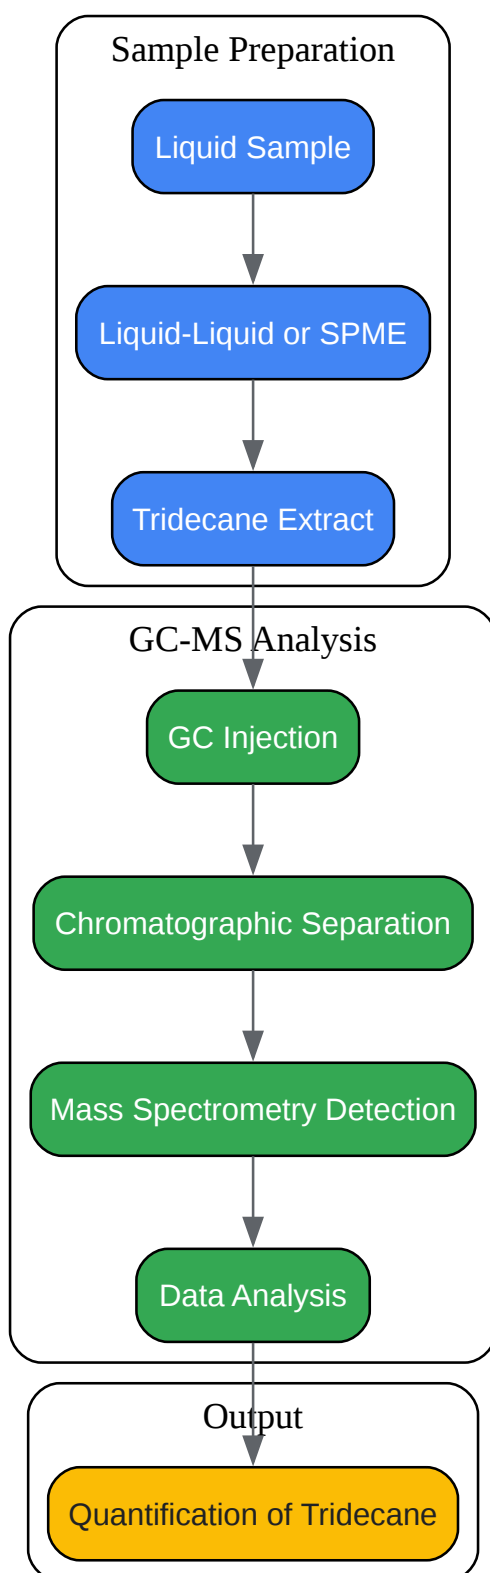 Sample Preparation
Liquid Sample
Liquid-Liquid or SPME
Tridecane Extract
GC-MS Analysis
GC Injection
Chromatographic Separation
Mass Spectrometry Detection
Data Analysis
Output
Quantification of Tridecane